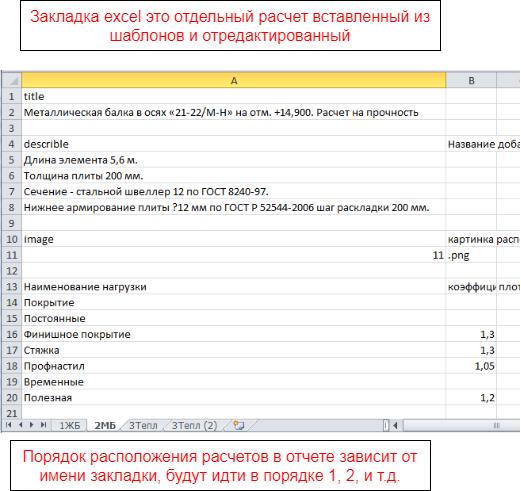 Закладка excel это отдельный расчет вставленный из
шаблонов и отредактированный
A B
1 title
2 Металлическая балка в осях «21-22/М-Н» на отм. +14,900. Расчет на прочность
3
4 describle Название доба
5 Длина элемента 5,6 м.
6 Толщина плиты 200 мм.
7 Сечение - стальной швеллер 12 по ГОСТ 8240-97.
8 Нижнее армирование плиты ?12 мм по ГОСТ Р 52544-2006 шаг раскладки 200 мм.
9
10 image картинка расп
11 11 .png
12
13 Наименование нагрузки коэффици плот
14 Покрытие
15 Постоянные
16 Финишное покрытие 1,3
17 Стяжка 1,3
18 Профнастил 1,05
19 Временные
20 Полезная 1,2
21
1ЖБ 2МБ 3Тепл 3Тепл (2)
Порядок расположения расчетов в отчете зависит от
имени закладки, будут идти в порядке 1, 2, и т.д.